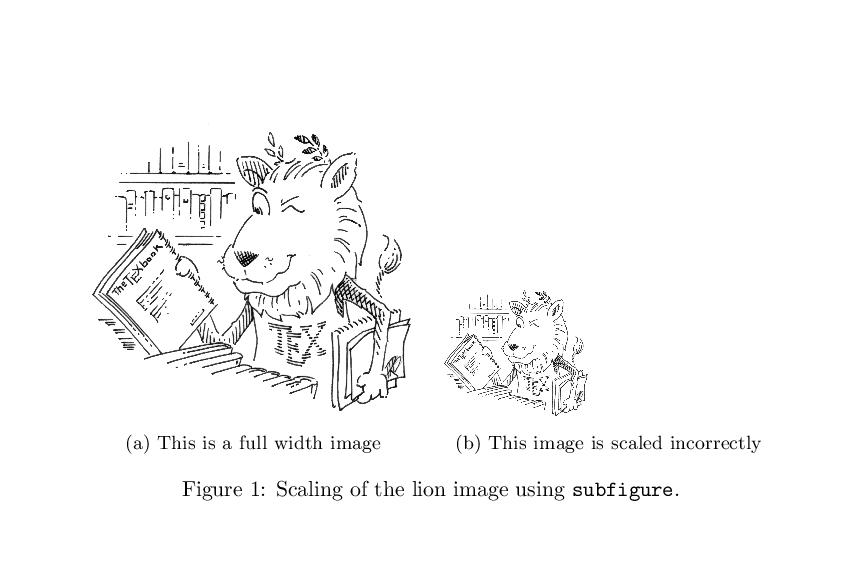 The TEXbook
TEX
(a) This is a full width image
(b) This image is scaled incorrectly
Figure 1: Scaling of the lion image using subfigure.